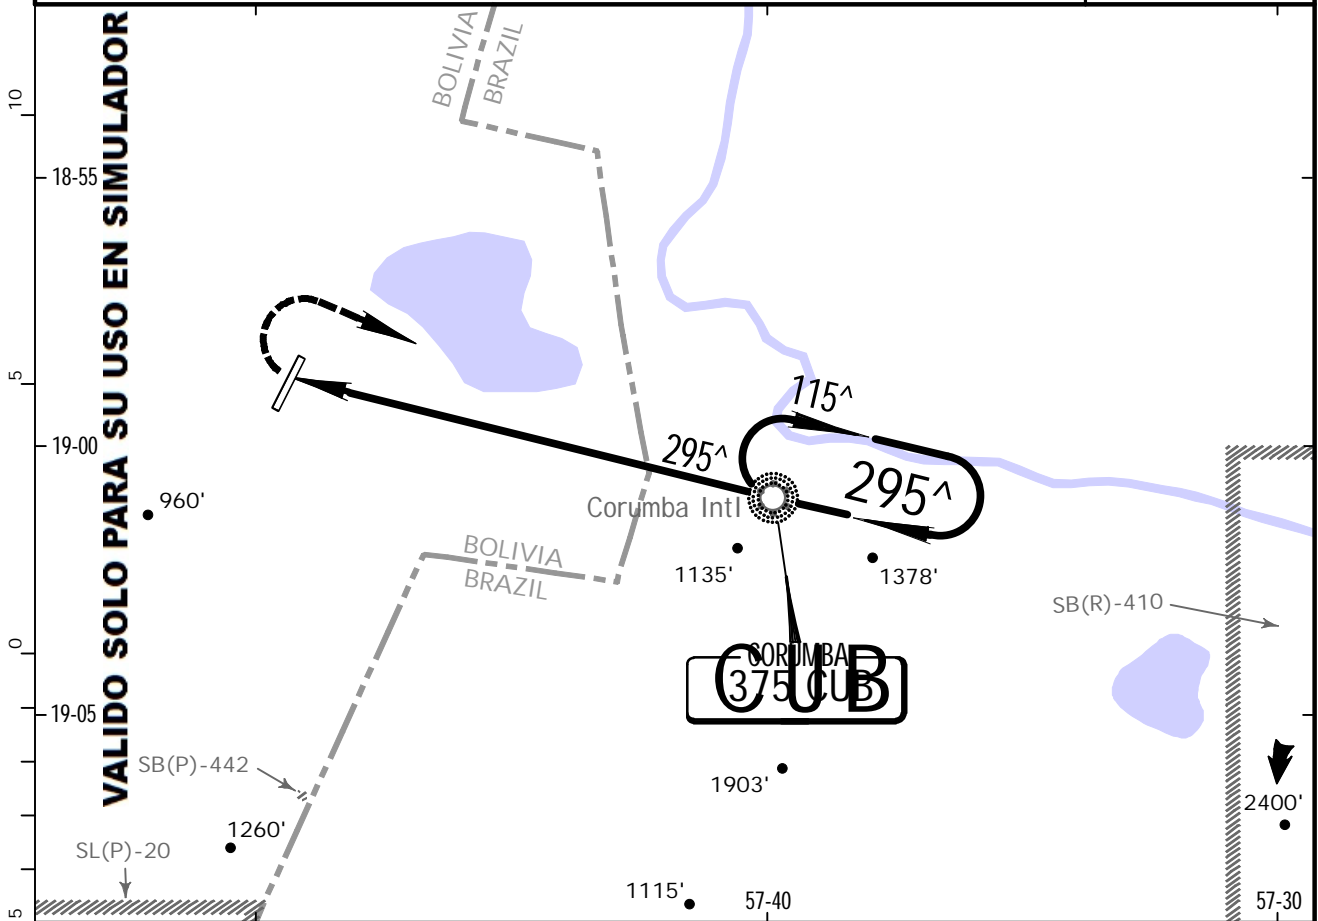 VALIDO SOLO PARA SU USO EN SIMULADOR
10
5
0
5
18-55
19-00
19-05
BOLIVIA
BRAZIL
115^
295^
295^
Corumba Intl
960'
BOLIVIA
BRAZIL
1135'
1378'
SB(R)-410
CORUMBA
375 CUB
CUB
SB(P)-442
1903'
2400'
1260'
SL(P)-20
1115'
57-40
57-30